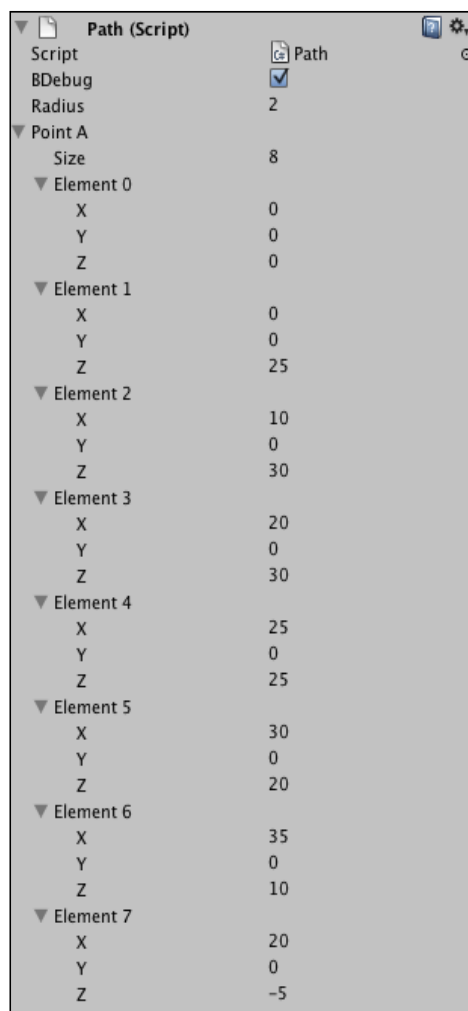 Path (Script)
Script Path
BDebug
Radius 2
Point A
Size 8
Element 0
X 0
Y 0
Z 0
Element 1
X 0
Y 0
Z 25
Element 2
X 10
Y 0
Z 30
Element 3
X 20
Y 0
Z 30
Element 4
X 25
Y 0
Z 25
Element 5
X 30
Y 0
Z 20
Element 6
X 35
Y 0
Z 10
Element 7
X 20
Y 0
Z -5